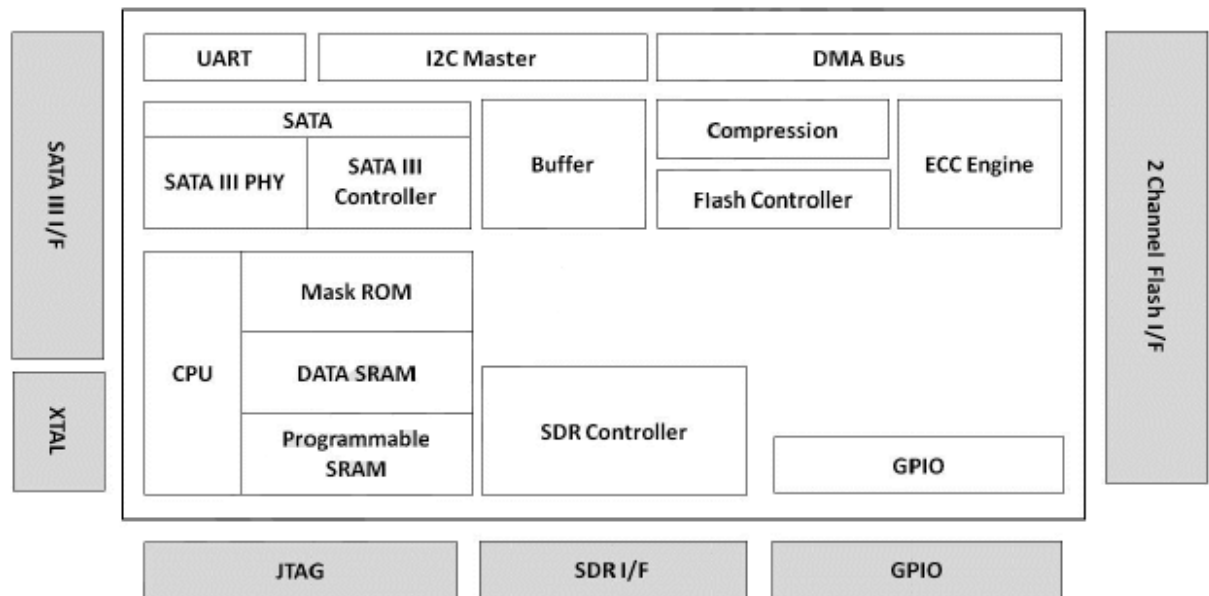 UART
I2C Master
DMA Bus
SATA
SATA III PHY
SATA III
Controller
Buffer
Compression
Flash Controller
ECC Engine
CPU
Mask ROM
DATA SRAM
Programmable
SRAM
SDR Controller
GPIO
SATA III I/F
XTAL
2 Channel Flash I/F
JTAG
SDR I/F
GPIO